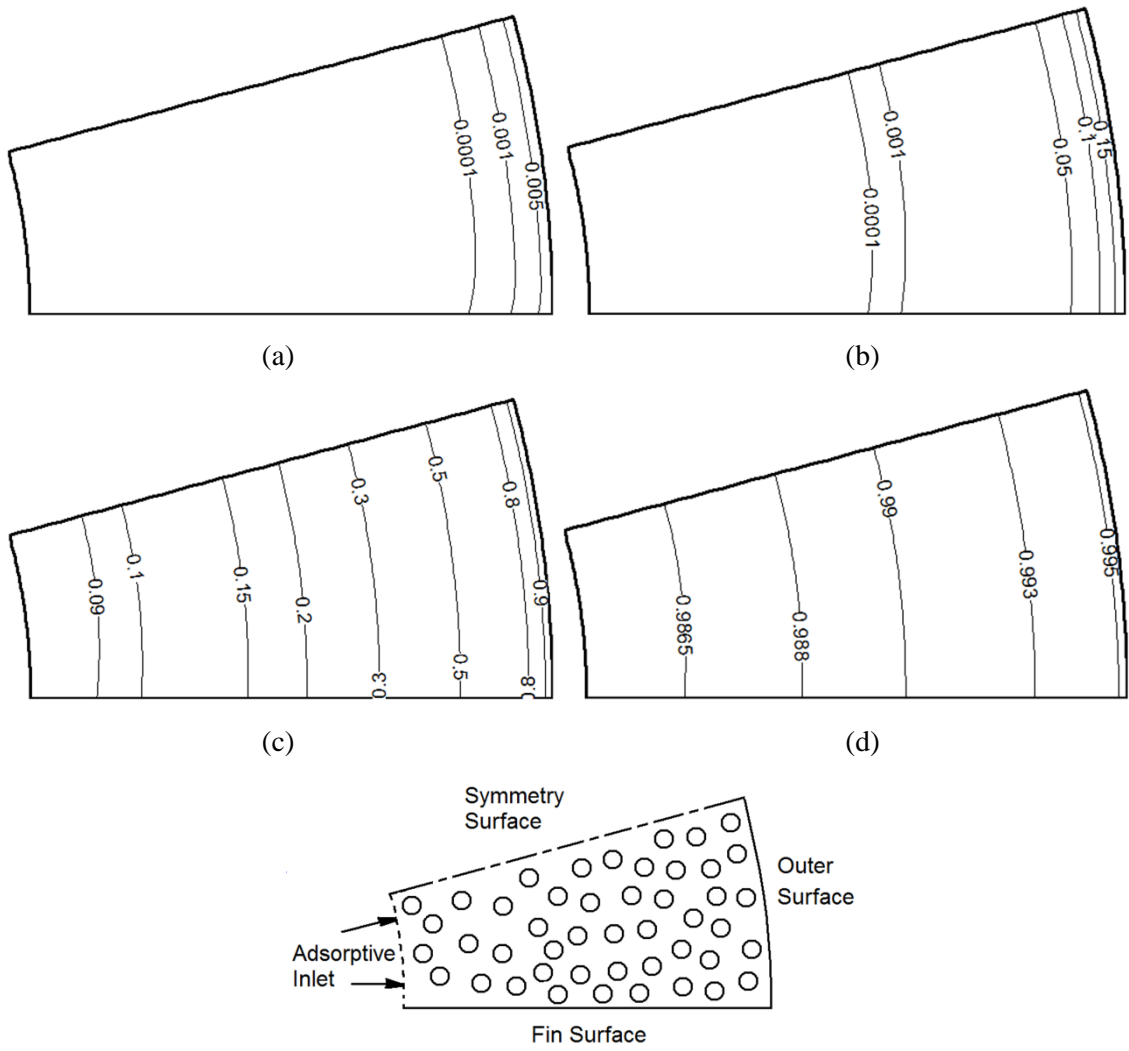 0.0001
0.001
0.005
(a)
0.0001
0.001
0.05
0.1
0.15
(b)
0.09
0.1
0.15
0.2
0.3
0.3
0.5
0.5
0.8
0.8
0.9
(c)
0.9865
0.988
0.99
0.993
0.995
(d)
Symmetry
Surface
Outer
Surface
Adsorptive
Inlet
Fin Surface